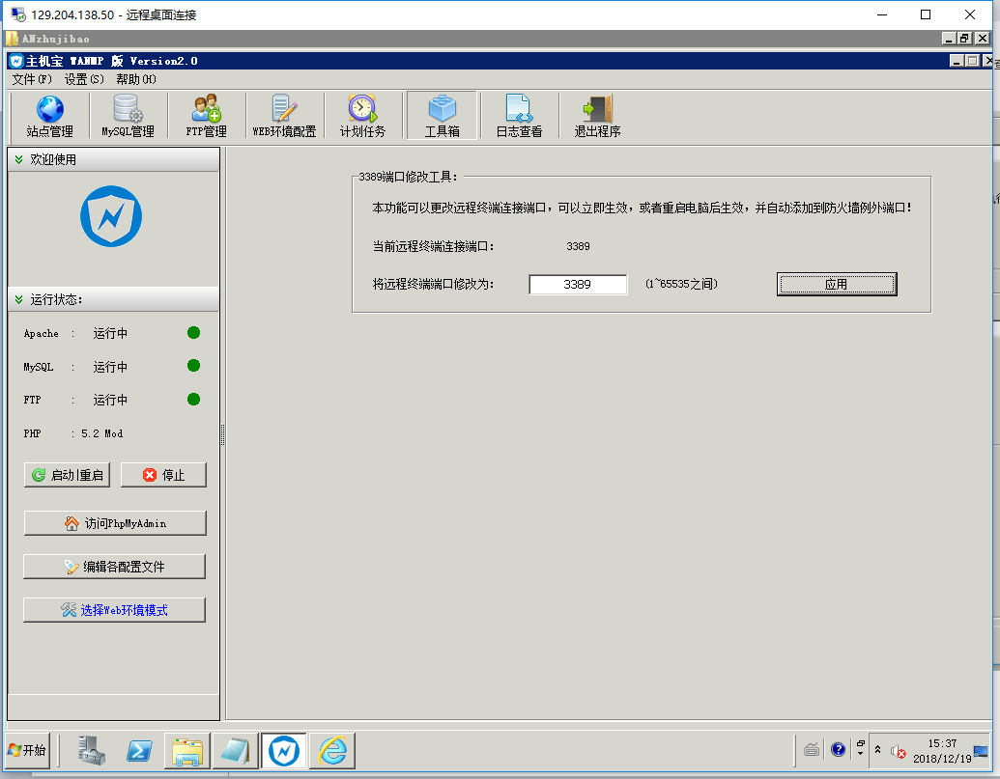 129.204.138.50 - 远程桌面连接
ANzhujibao
主机宝 WANMP 版 Version2.0
文件(F) 设置(S) 帮助(H)
站点管理 MySQL管理 FTP管理 WEB环境配置 计划任务 工具箱 日志查看 退出程序
欢迎使用
3389端口修改工具:
本功能可以更改远程终端连接端口，可以立即生效，或者重启电脑后生效，并自动添加到防火墙例外端口!
当前远程终端连接端口: 3389
将远程终端端口修改为: 3389 (1~65535之间) 应用
运行状态:
Apache : 运行中
MySQL : 运行中
FTP : 运行中
PHP : 5.2 Mod
启动|重启 停止
访问PhpMyAdmin
编辑各配置文件
选择Web环境模式
开始
15:37
2018/12/19